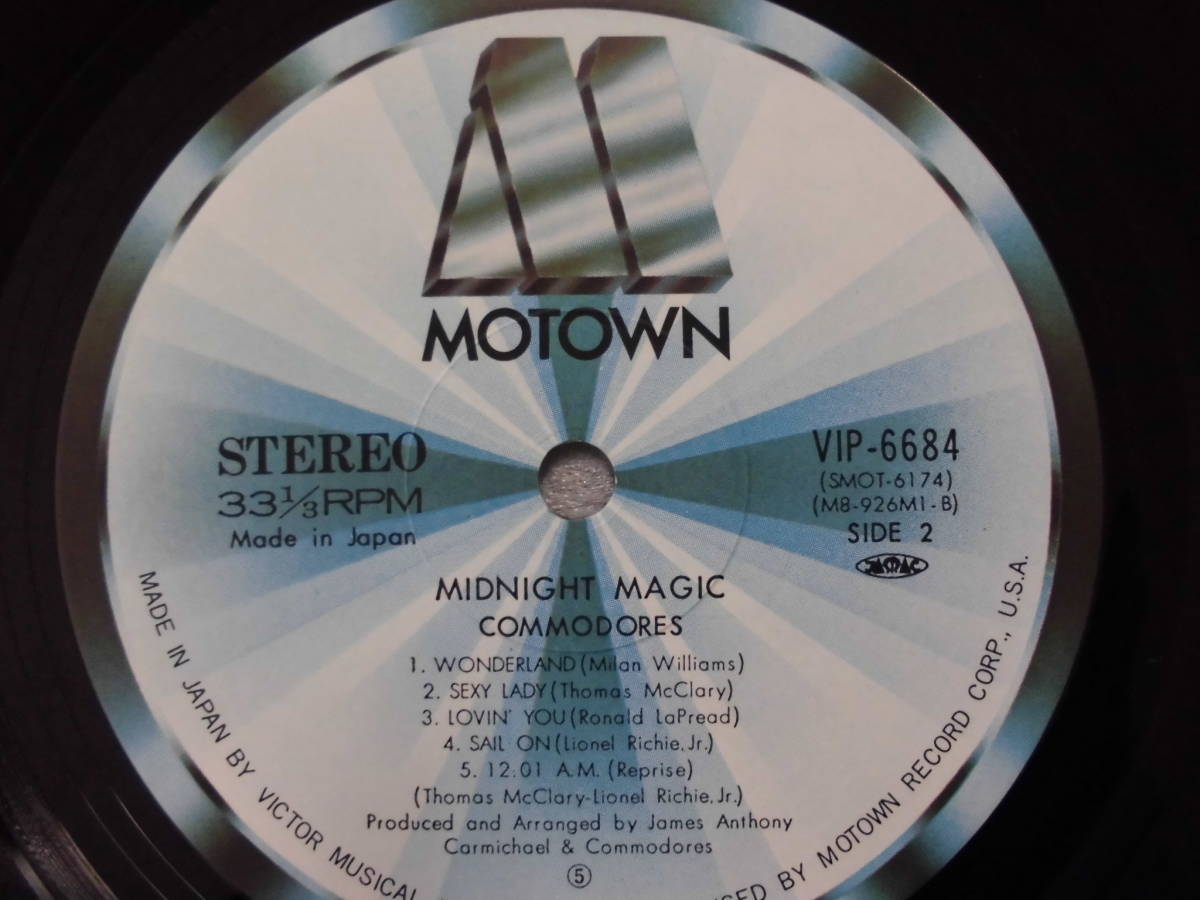 MOTOWN
STEREO
33⅓RPM
Made in Japan
VIP-6684
(SMOT-6174)
(M8-926M1-B)
SIDE 2
MIDNIGHT MAGIC
COMMODORES
1. WONDERLAND (Milan Williams)
2. SEXY LADY (Thomas McClary)
3. LOVIN' YOU (Ronald LaPread)
4. SAIL ON (Lionel Richie, Jr.)
5. 12:01 A.M. (Reprise)
(Thomas McClary-Lionel Richie, Jr.)
Produced and Arranged by James Anthony
Carmichael & Commodores
⑤
MADE IN JAPAN BY VICTOR MUSICAL
BY MOTOWN RECORD CORP., U.S.A.